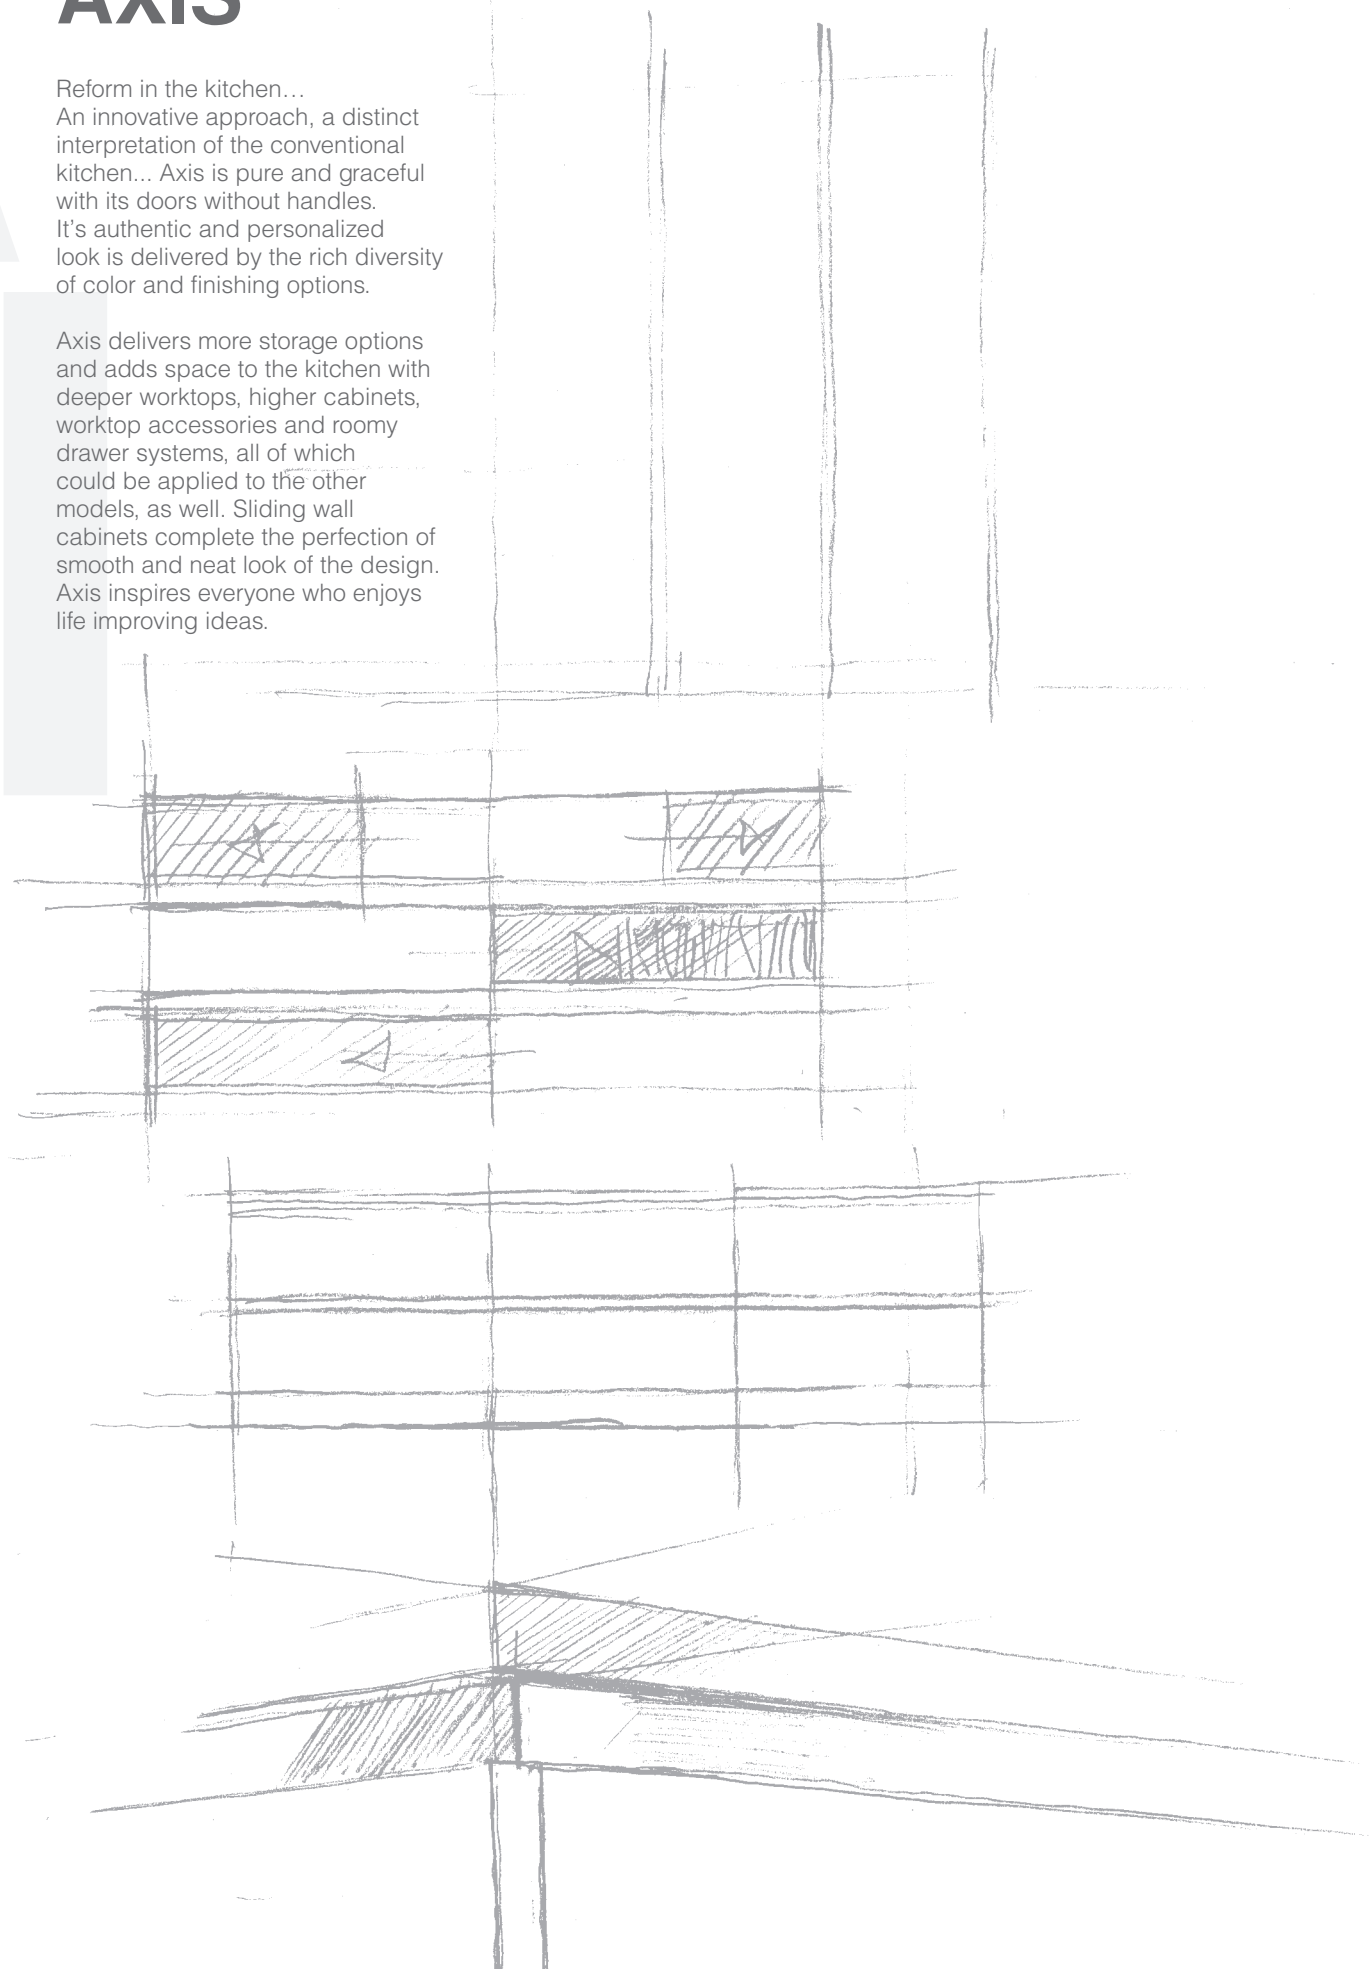 AXIS
Reform in the kitchen…
An innovative approach, a distinct
interpretation of the conventional
kitchen... Axis is pure and graceful
with its doors without handles.
It’s authentic and personalized
look is delivered by the rich diversity
of color and finishing options.
Axis delivers more storage options
and adds space to the kitchen with
deeper worktops, higher cabinets,
worktop accessories and roomy
drawer systems, all of which
could be applied to the other
models, as well. Sliding wall
cabinets complete the perfection of
smooth and neat look of the design.
Axis inspires everyone who enjoys
life improving ideas.